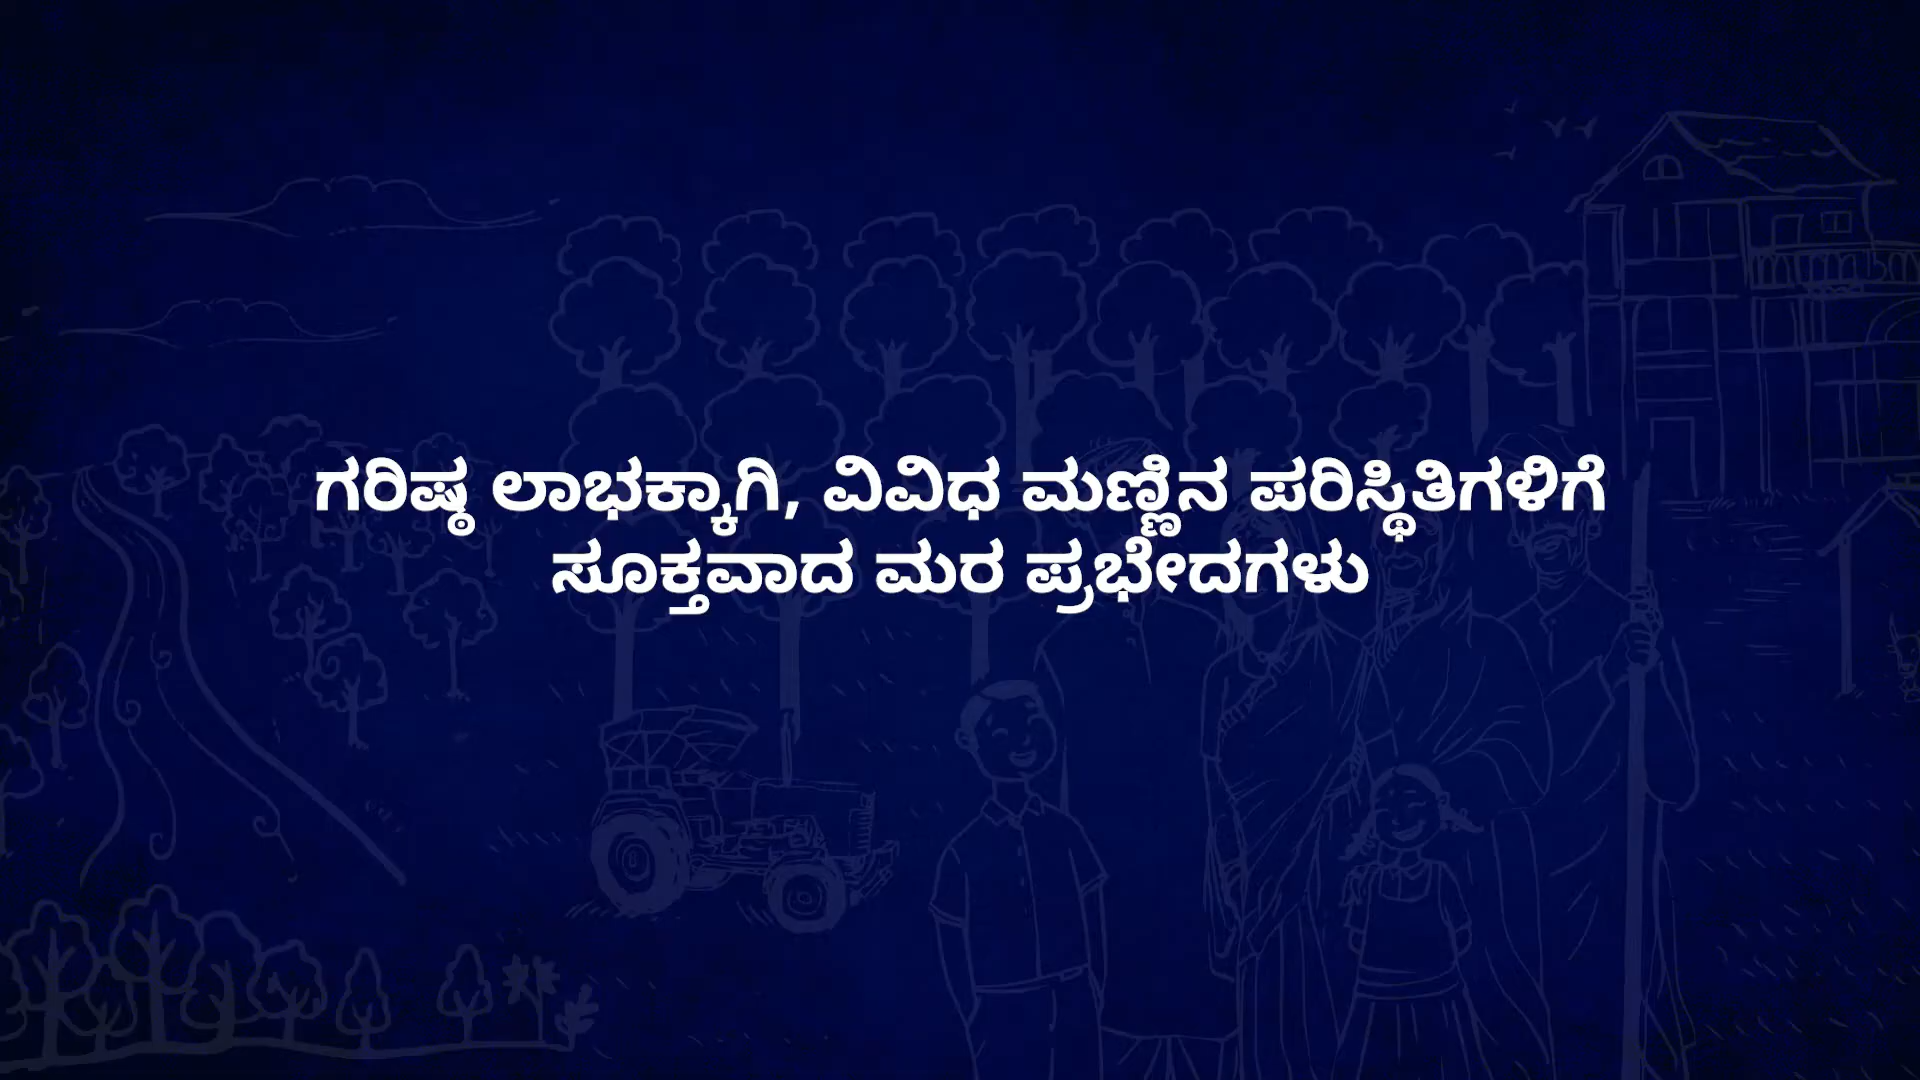 ಗರಿಷ್ಠ ಲಾಭಕ್ಕಾಗಿ, ವಿವಿಧ ಮಣ್ಣಿನ ಪರಿಸ್ಥಿತಿಗಳಿಗೆ
ಸೂಕ್ತವಾದ ಮರ ಪ್ರಭೇದಗಳು